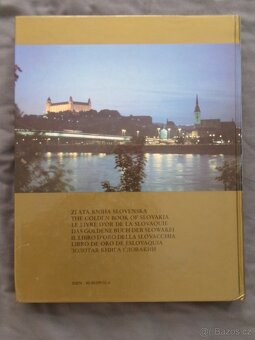 ZLATÁ KNIHA SLOVENSKA
THE GOLDEN BOOK OF SLOVAKIA
LE LIVRE D'OR DE LA SLOVAQUIE
DAS GOLDENE BUCH DER SLOWAKEI
IL LIBRO D'ORO DELLA SLOVACCHIA
LIBRO DE ORO DE ESLOVAQUIA
ЗОЛОТАЯ КНИГА СЛОВАКИИ
ISBN
bazos.cz